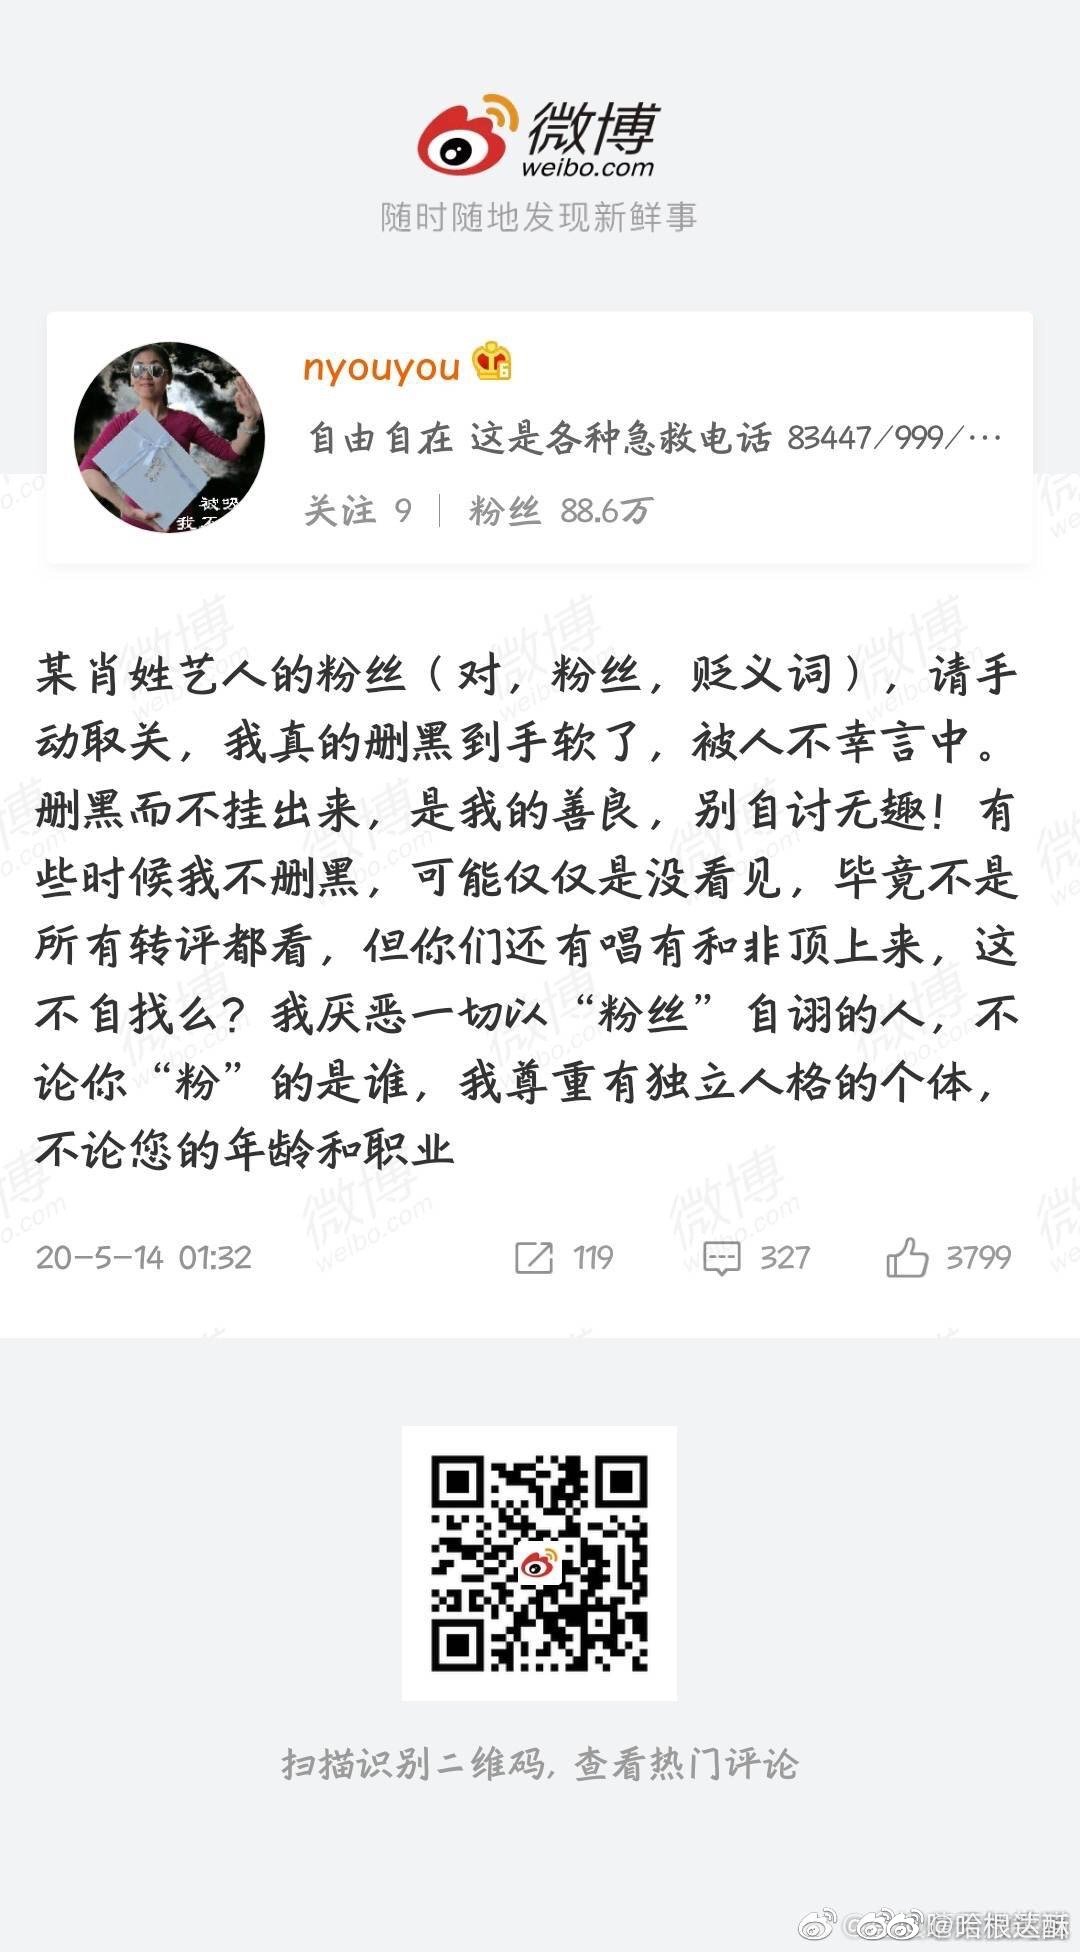 微博
weibo.com
随时随地发现新鲜事
nyouyou
自由自在 这是各种急救电话 83447/999/…
关注 9 | 粉丝 88.6万
某肖姓艺人的粉丝（对，粉丝，贬义词），请手
动取关，我真的删黑到手软了，被人不幸言中。
删黑而不挂出来，是我的善良，别自讨无趣！有
些时候我不删黑，可能仅仅是没看见，毕竟不是
所有转评都看，但你们还有唱有和非顶上来，这
不自找么？我厌恶一切以“粉丝”自诩的人，不
论你“粉”的是谁，我尊重有独立人格的个体，
不论您的年龄和职业
20-5-14 01:32 119 327 3799
扫描识别二维码，查看热门评论
@哈根送酥